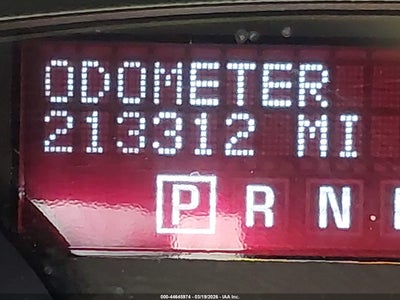 ODOMETER
213312 MI
P R N
000-44645974 - 03/19/2026 - IAA Inc.